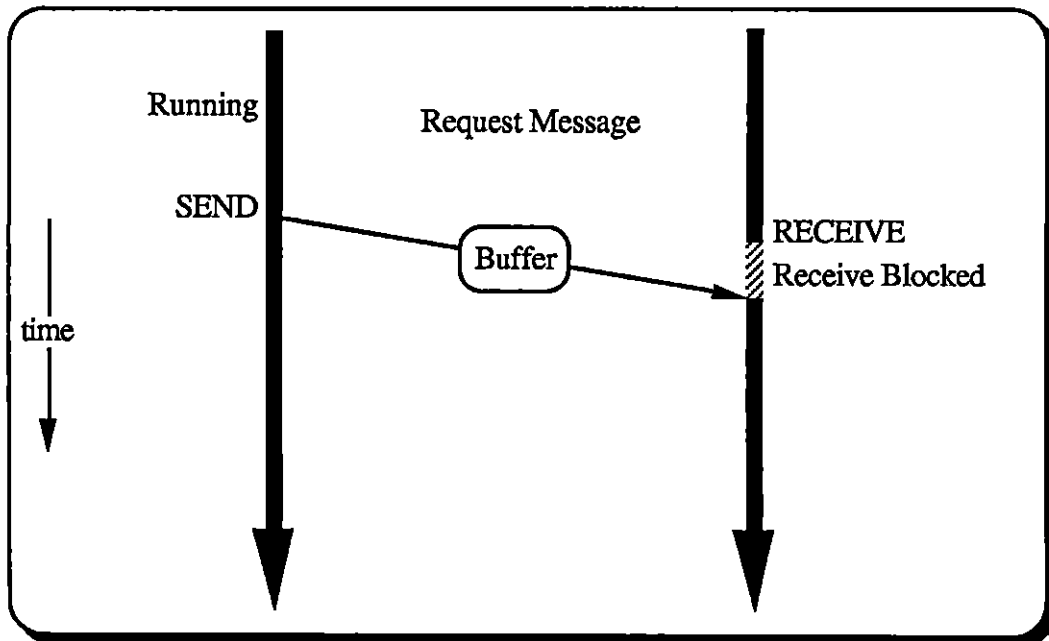 Running
Request Message
SEND
RECEIVE
Buffer
Receive Blocked
time